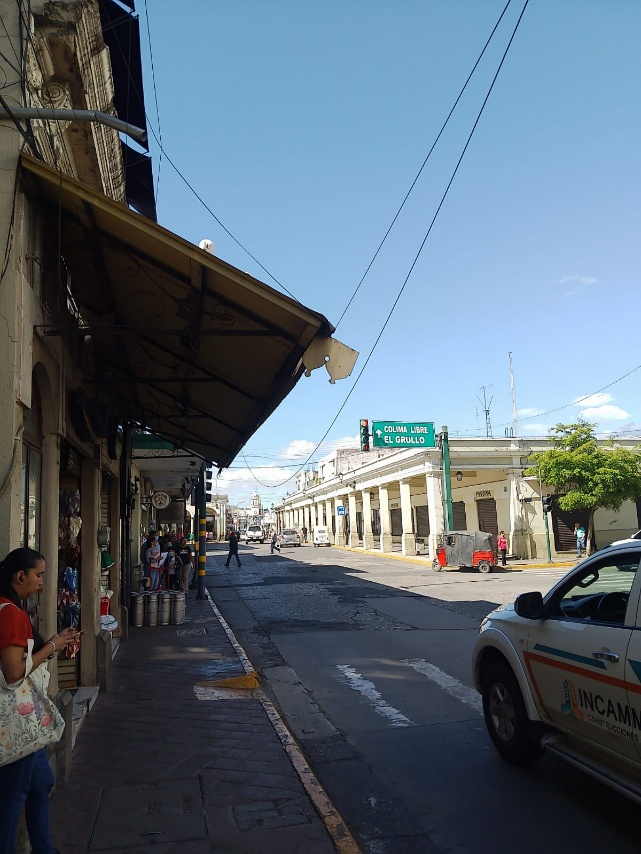 COLIMA LIBRE
EL GRULLO
INCAMM
CONSTRUCCIONES